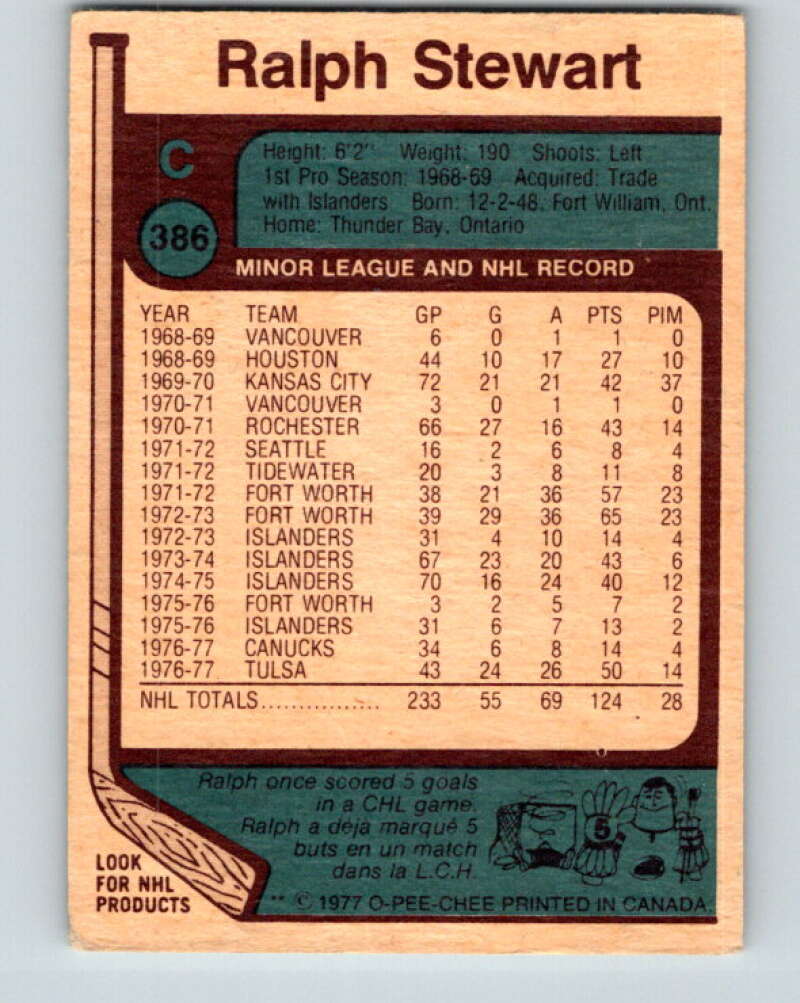 Ralph Stewart
C
Height: 6'2" Weight: 190 Shoots: Left
1st Pro Season: 1968-69 Acquired: Trade
with Islanders Born: 12-2-48, Fort William, Ont.
Home: Thunder Bay, Ontario
386
MINOR LEAGUE AND NHL RECORD
YEAR TEAM GP G A PTS PIM
1968-69 VANCOUVER 6 0 1 1 0
1968-69 HOUSTON 44 10 17 27 10
1969-70 KANSAS CITY 72 21 21 42 37
1970-71 VANCOUVER 3 0 1 1 0
1970-71 ROCHESTER 66 27 16 43 14
1971-72 SEATTLE 16 2 6 8 4
1971-72 TIDEWATER 20 3 8 11 8
1971-72 FORT WORTH 38 21 36 57 23
1972-73 FORT WORTH 39 29 36 65 23
1972-73 ISLANDERS 31 4 10 14 4
1973-74 ISLANDERS 67 23 20 43 6
1974-75 ISLANDERS 70 16 24 40 12
1975-76 FORT WORTH 3 2 5 7 2
1975-76 ISLANDERS 31 6 7 13 2
1976-77 CANUCKS 34 6 8 14 4
1976-77 TULSA 43 24 26 50 14
NHL TOTALS................ 233 55 69 124 28
Ralph once scored 5 goals
in a CHL game.
Ralph a déjà marqué 5
buts en un match
dans la L.C.H.
5
LOOK
FOR NHL
PRODUCTS
** © 1977 O-PEE-CHEE PRINTED IN CANADA.